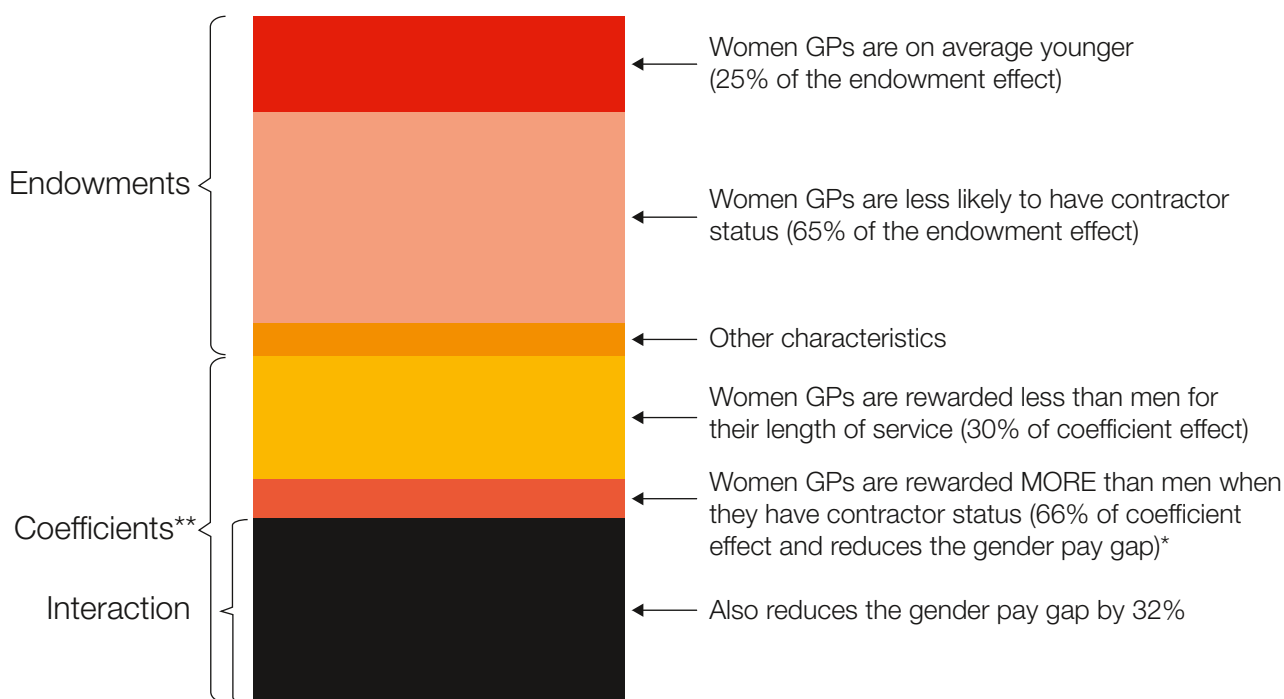 Women GPs are on average younger
(25% of the endowment effect)
Endowments
Women GPs are less likely to have contractor
status (65% of the endowment effect)
Other characteristics
Women GPs are rewarded less than men for
their length of service (30% of coefficient effect)
Coefficients**
Women GPs are rewarded MORE than men when
they have contractor status (66% of coefficient
effect and reduces the gender pay gap)*
Interaction
Also reduces the gender pay gap by 32%